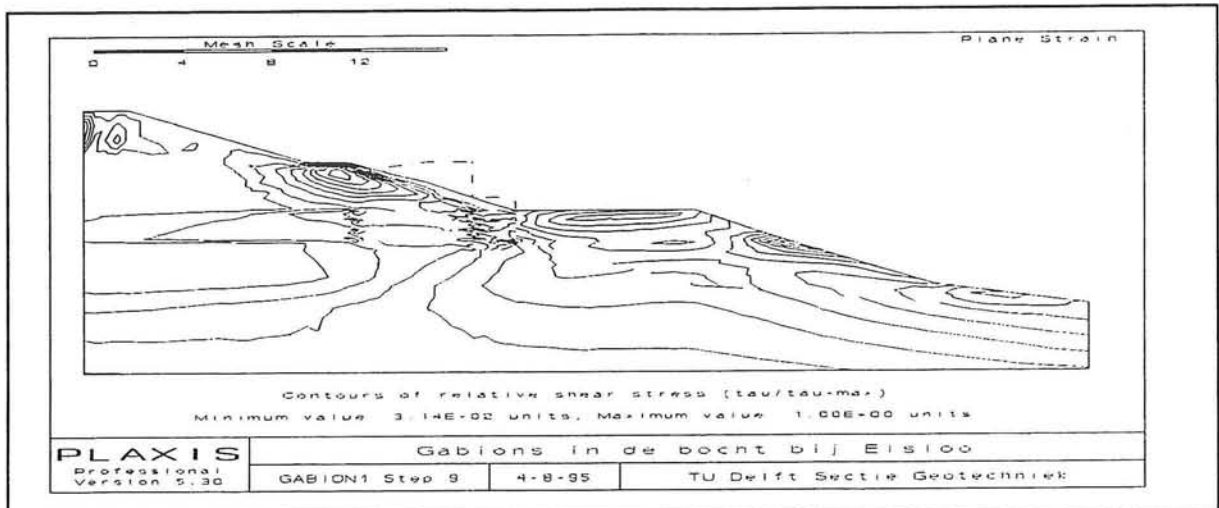 Mesh Scale
0 4 8 12
Plane Strain
Contours of relative shear stress (tau/tau-max)
Minimum value 3.14E-02 units, Maximum value 1.00E+00 units
PLAXIS
Professional
Version 5.30
Gabions in de bocht bij Elsloo
GABION1 Step 9
4-8-95
TU Delft Sectie Geotechniek